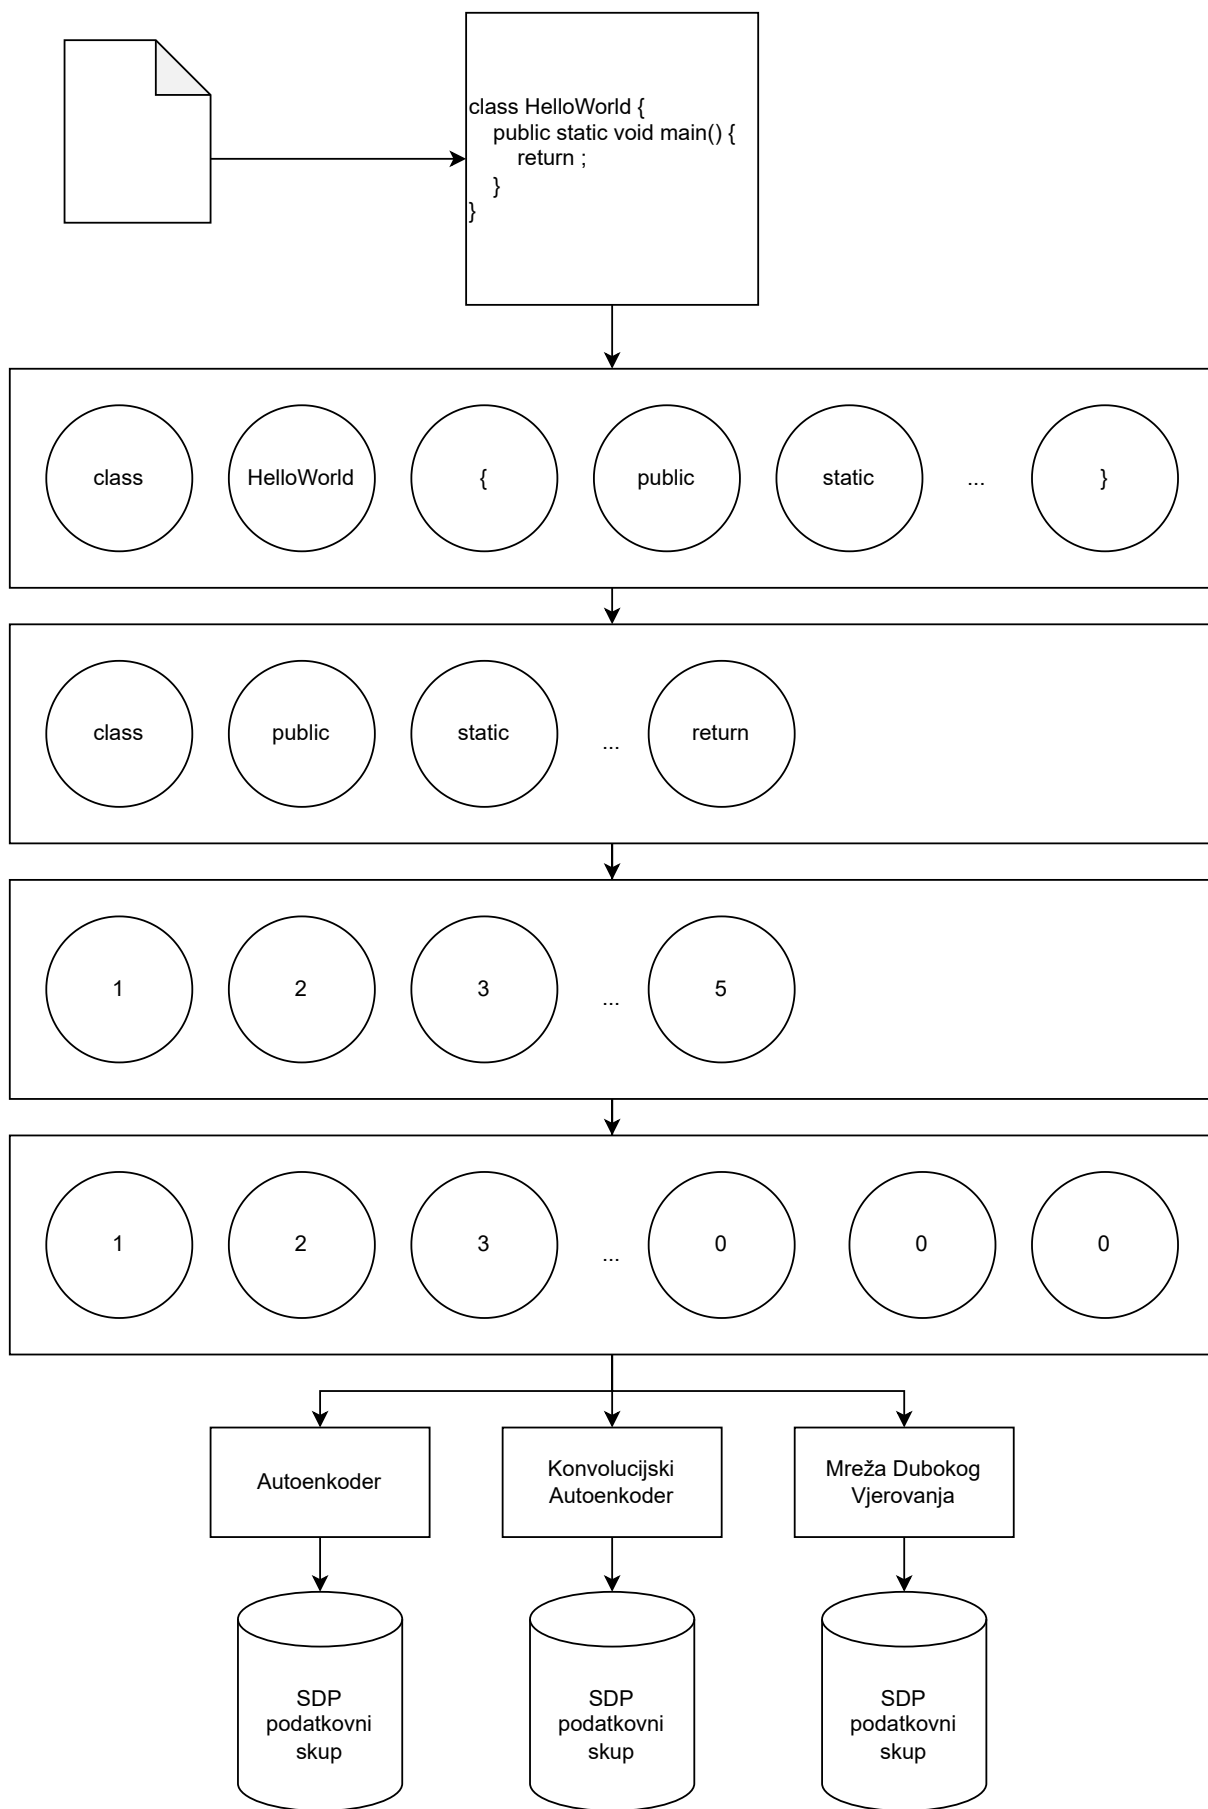 class HelloWorld {
public static void main() {
return ;
}
}
class HelloWorld { public static ... }
class public static ... return
1 2 3 ... 5
1 2 3 ... 0 0 0
Autoenkoder
Konvolucijski
Autoenkoder
Mreža Dubokog
Vjerovanja
SDP
podatkovni
skup
SDP
podatkovni
skup
SDP
podatkovni
skup